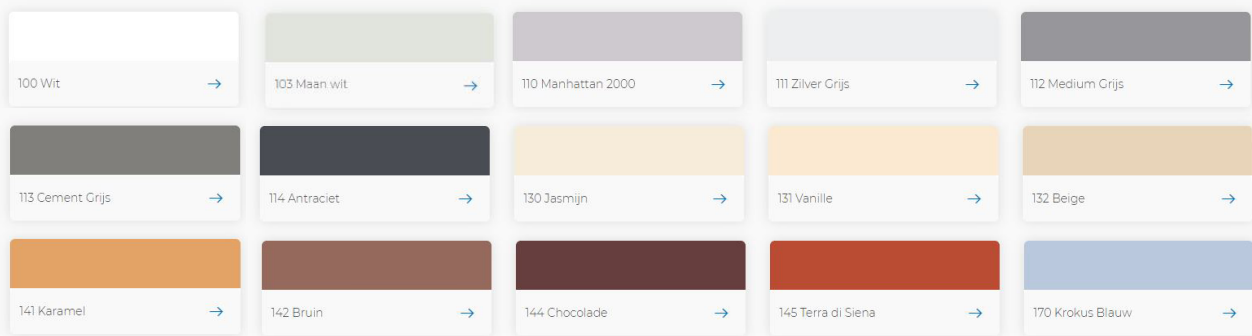 100 Wit
103 Maan wit
110 Manhattan 2000
111 Zilver Grijs
112 Medium Grijs
113 Cement Grijs
114 Antraciet
130 Jasmijn
131 Vanille
132 Beige
141 Karamel
142 Bruin
144 Chocolade
145 Terra di Siena
170 Krokus Blauw